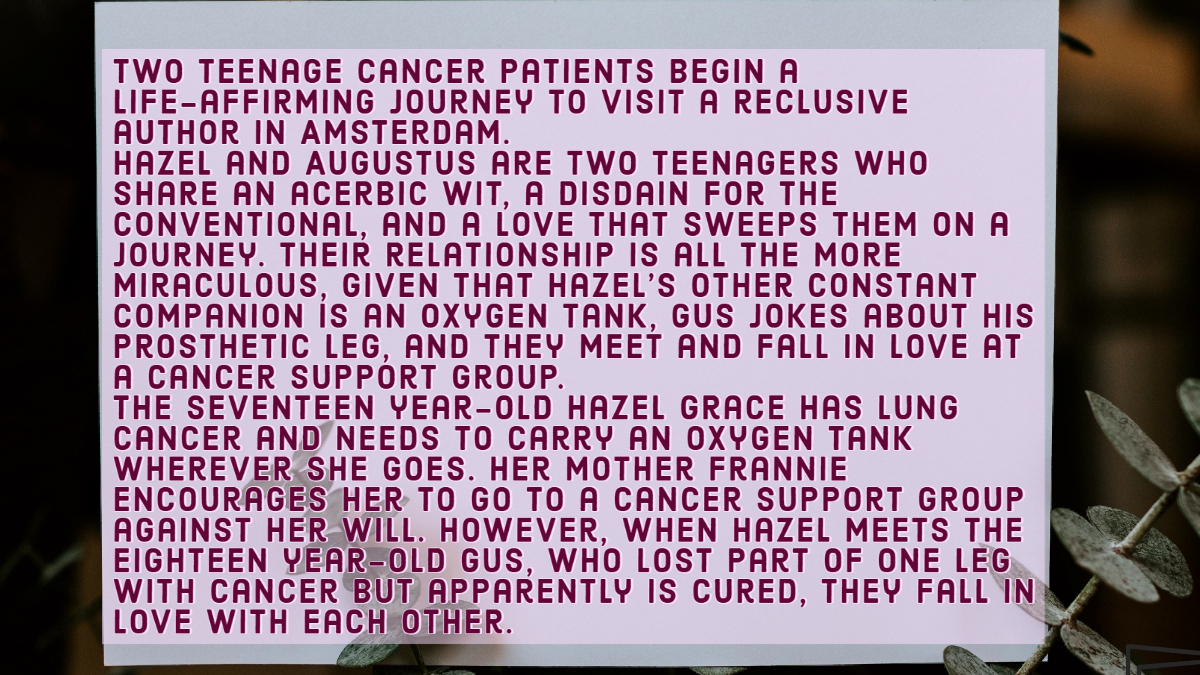 TWO TEENAGE CANCER PATIENTS BEGIN A
LIFE-AFFIRMING JOURNEY TO VISIT A RECLUSIVE
AUTHOR IN AMSTERDAM.
HAZEL AND AUGUSTUS ARE TWO TEENAGERS WHO
SHARE AN ACERBIC WIT, A DISDAIN FOR THE
CONVENTIONAL, AND A LOVE THAT SWEEPS THEM ON A
JOURNEY. THEIR RELATIONSHIP IS ALL THE MORE
MIRACULOUS, GIVEN THAT HAZEL'S OTHER CONSTANT
COMPANION IS AN OXYGEN TANK, GUS JOKES ABOUT HIS
PROSTHETIC LEG, AND THEY MEET AND FALL IN LOVE AT
A CANCER SUPPORT GROUP.
THE SEVENTEEN YEAR-OLD HAZEL GRACE HAS LUNG
CANCER AND NEEDS TO CARRY AN OXYGEN TANK
WHEREVER SHE GOES. HER MOTHER FRANNIE
ENCOURAGES HER TO GO TO A CANCER SUPPORT GROUP
AGAINST HER WILL. HOWEVER, WHEN HAZEL MEETS THE
EIGHTEEN YEAR-OLD GUS, WHO LOST PART OF ONE LEG
WITH CANCER BUT APPARENTLY IS CURED, THEY FALL IN
LOVE WITH EACH OTHER.